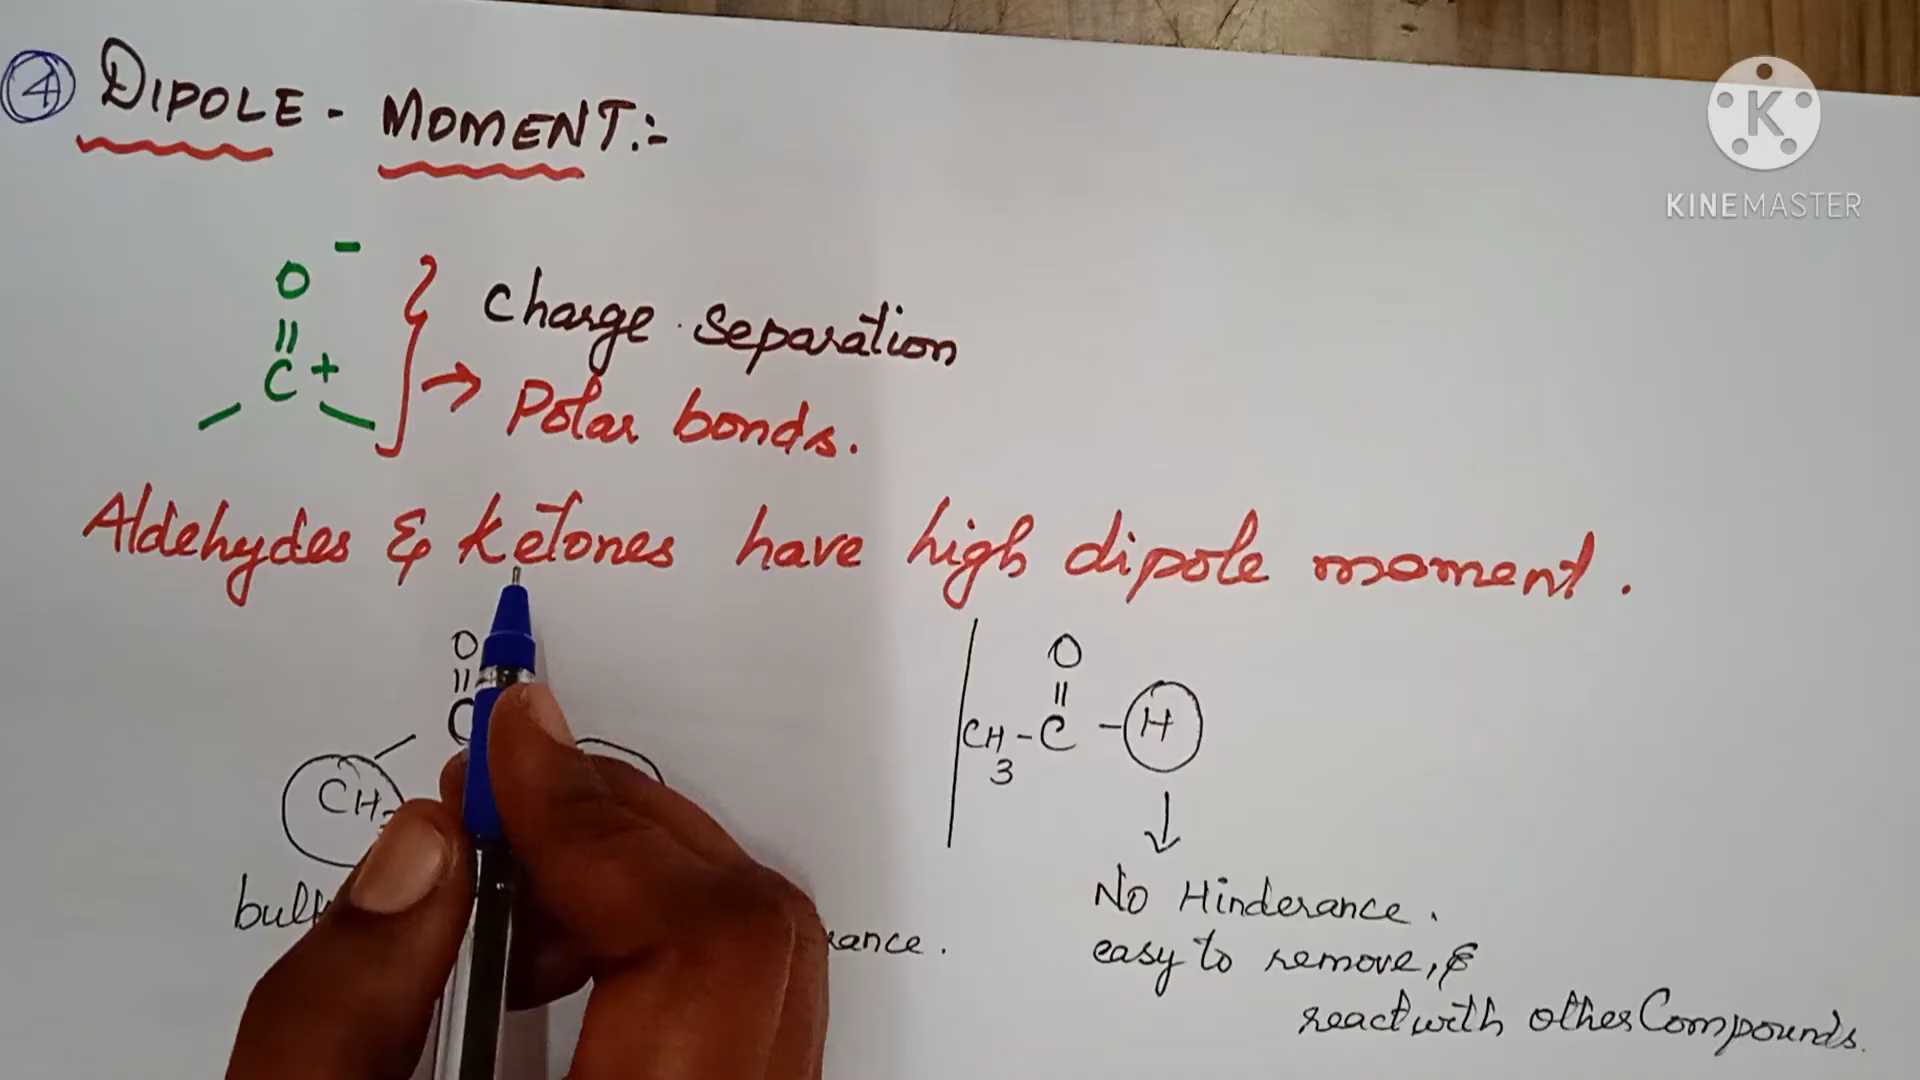 4 DIPOLE - MOMENT:-
O -
||
C +
Charge separation
→ Polar bonds.
Aldehydes & ketones have high dipole moment.
O
||
C
CH
O
||
CH3 - C - H
No Hinderance.
easy to remove, &
react with other Compounds.
KINEMASTER